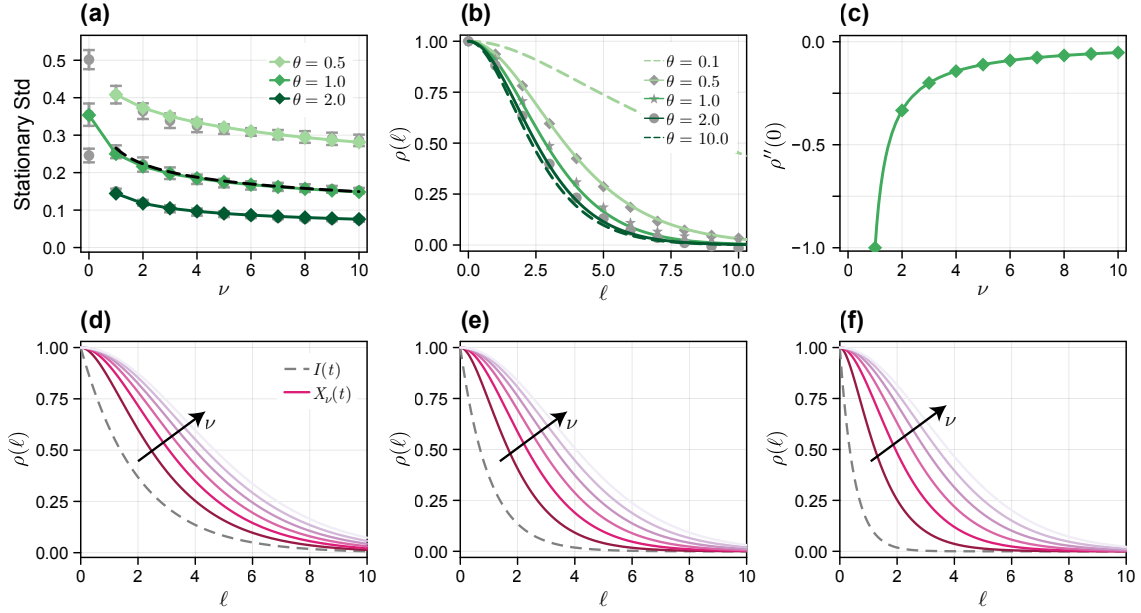 (a)
Stationary Std
0.5
0.4
0.3
0.2
0.1
0.0
0 2 4 6 8 10
ν
θ = 0.5
θ = 1.0
θ = 2.0
(b)
ρ(ℓ)
1.00
0.75
0.50
0.25
0.00
0.0 2.5 5.0 7.5 10.0
ℓ
θ = 0.1
θ = 0.5
θ = 1.0
θ = 2.0
θ = 10.0
(c)
ρ″(0)
0.0
−0.5
−1.0
0 2 4 6 8 10
ν
(d)
ρ(ℓ)
1.00
0.75
0.50
0.25
0.00
0 2 4 6 8 10
ℓ
I(t)
Xν(t)
ν
(e)
ρ(ℓ)
1.00
0.75
0.50
0.25
0.00
0 2 4 6 8 10
ℓ
ν
(f)
ρ(ℓ)
1.00
0.75
0.50
0.25
0.00
0 2 4 6 8 10
ℓ
ν